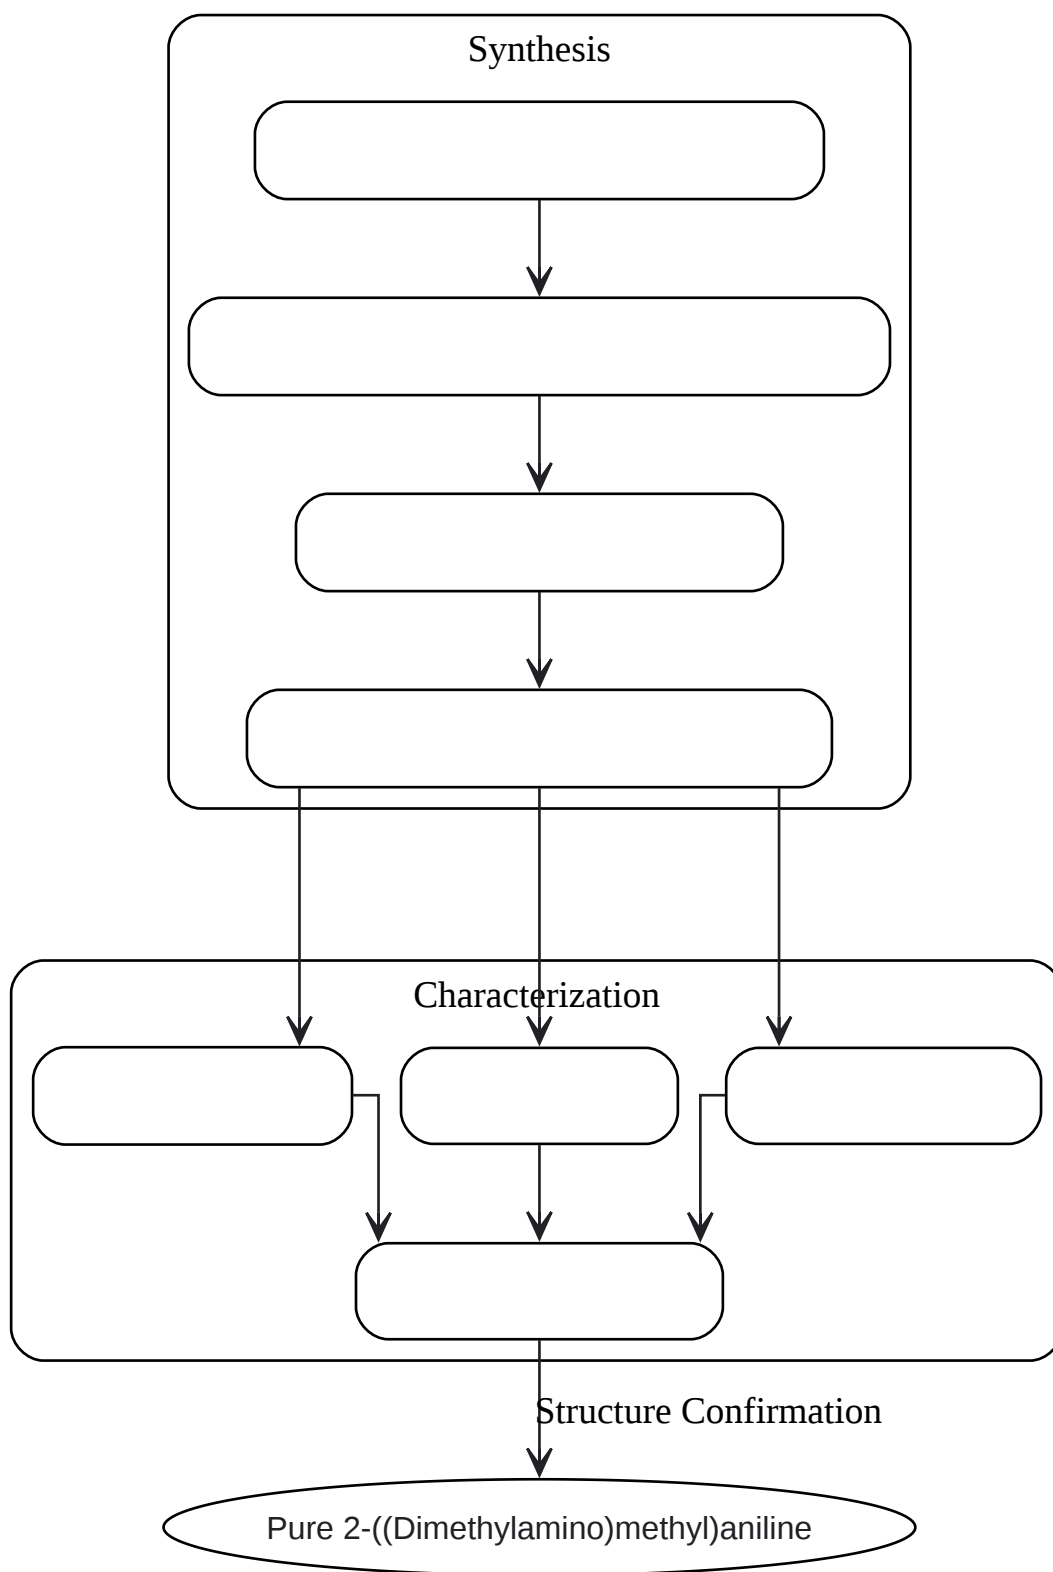 Synthesis
Characterization
Structure Confirmation
Pure 2-((Dimethylamino)methyl)aniline